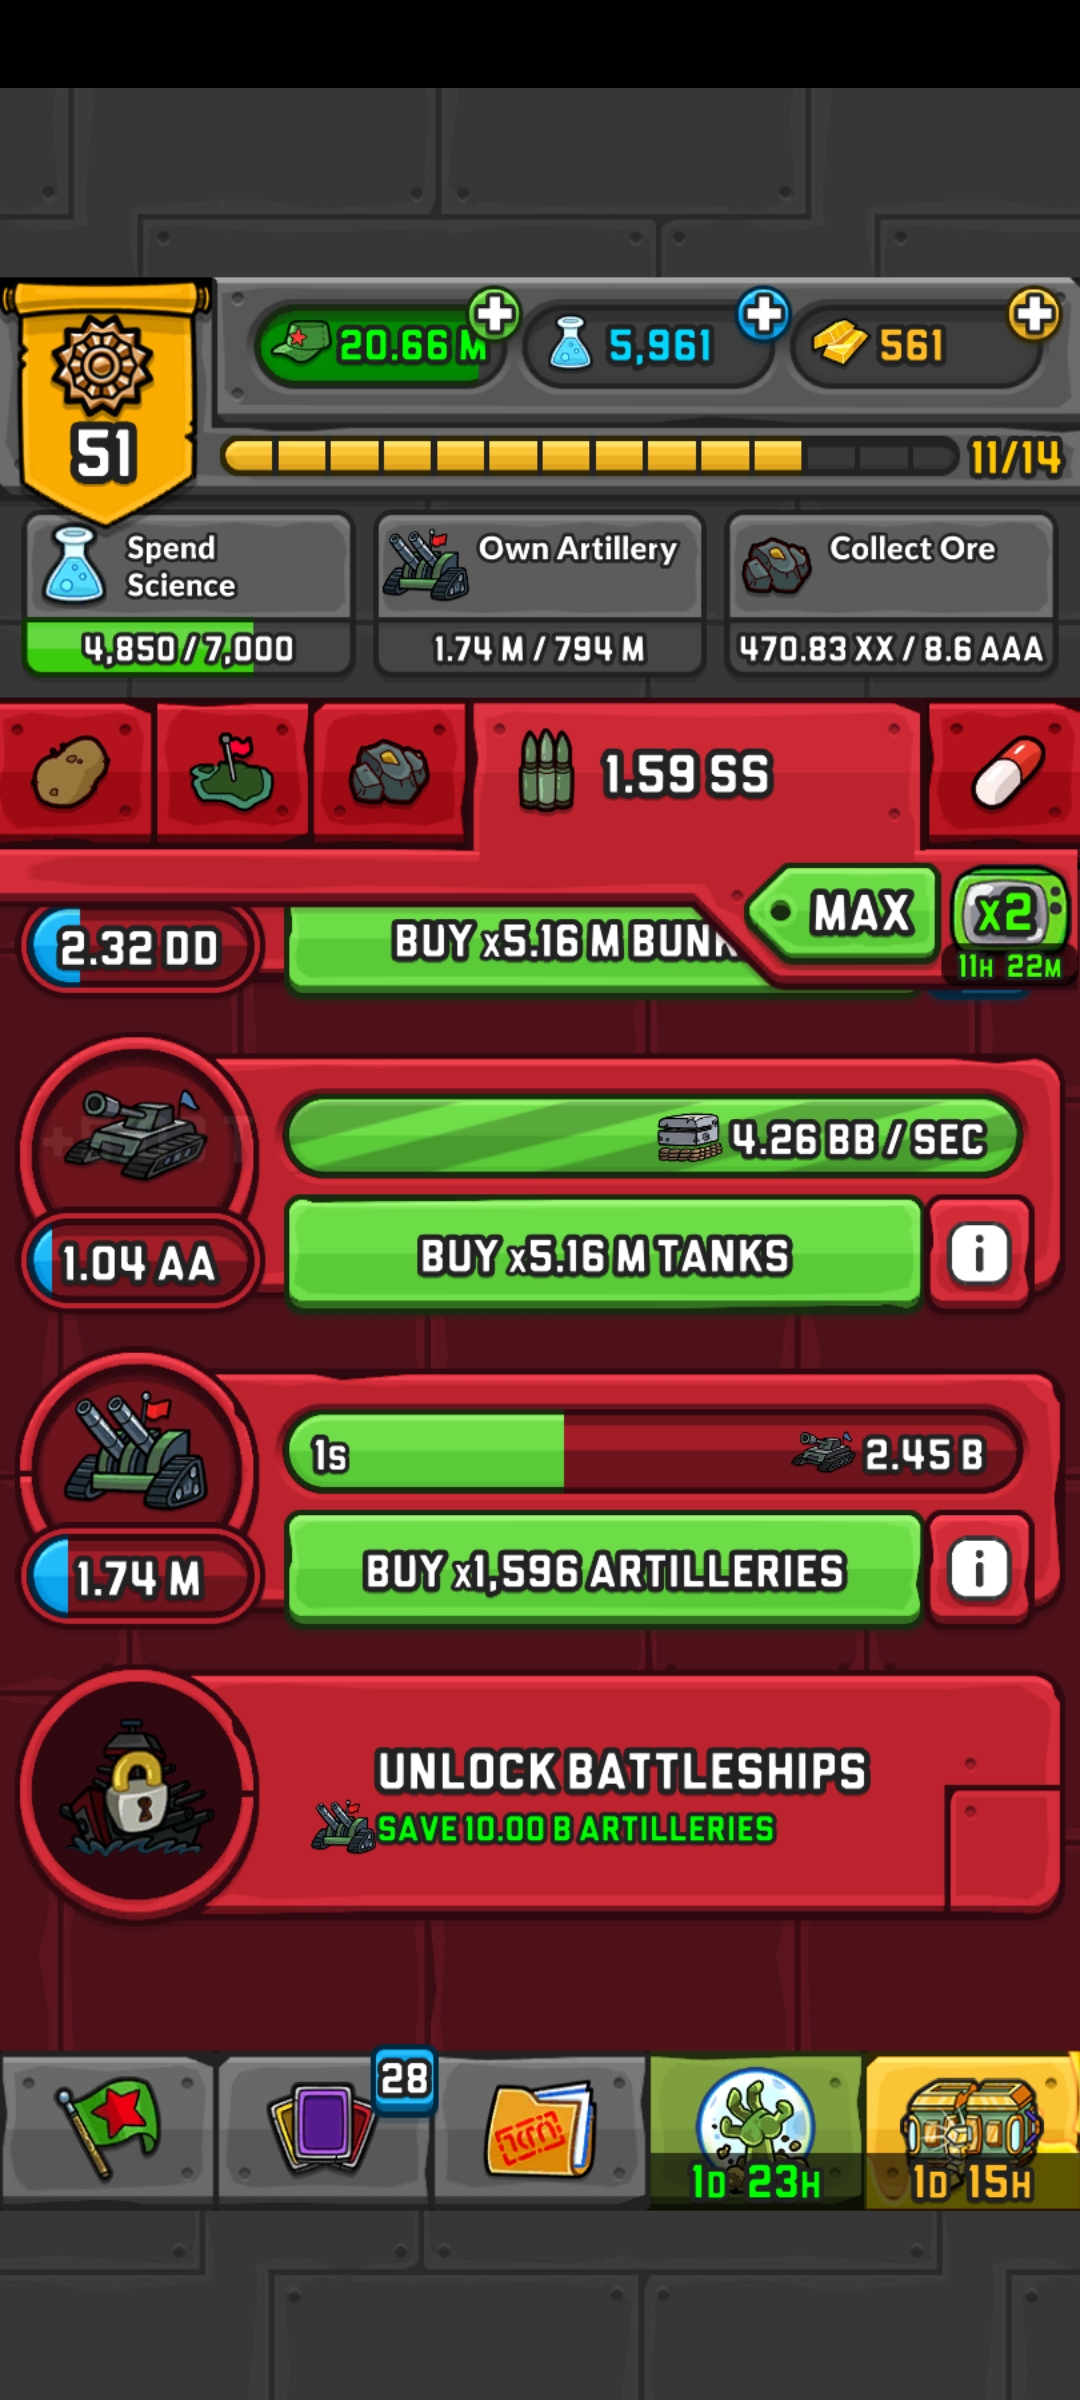 20.66 M
5,961
561
51
11/14
Spend
Science
Own Artillery
Collect Ore
4,850 / 7,000
1.74 M / 794 M
470.83 XX / 8.6 AAA
1.59 SS
MAX
x2
11H 22M
2.32 DD
BUY x5.16 M BUNK
4.26 BB / SEC
1.04 AA
BUY x5.16 M TANKS
i
1s
2.45 B
1.74 M
BUY x1,596 ARTILLERIES
i
UNLOCK BATTLESHIPS
SAVE 10.00 B ARTILLERIES
28
1D 23H
1D 15H